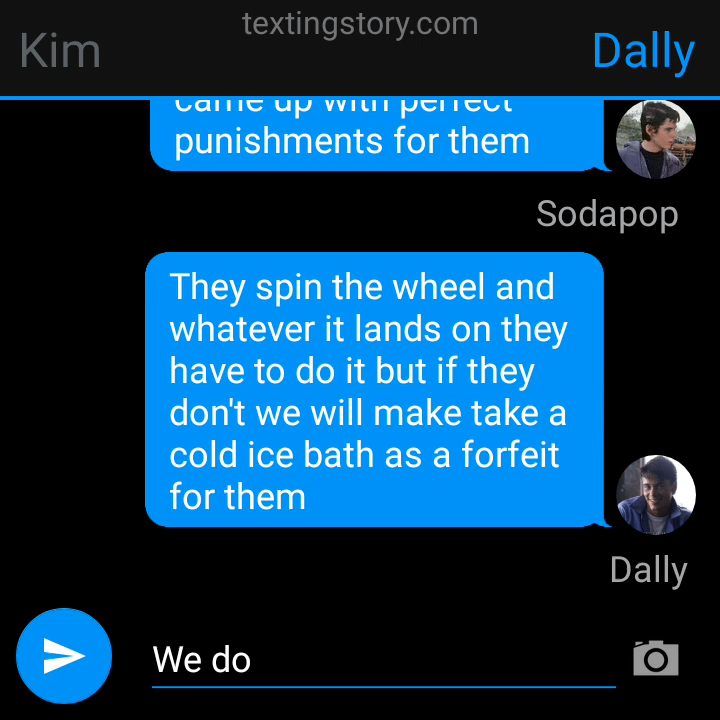 textingstory.com
Kim
Dally
came up with perfect
punishments for them
Sodapop
They spin the wheel and
whatever it lands on they
have to do it but if they
don't we will make take a
cold ice bath as a forfeit
for them
Dally
We do